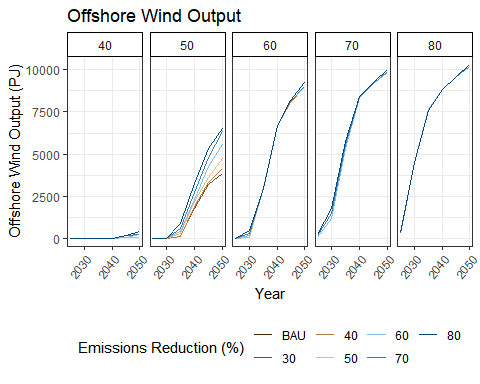 Offshore Wind Output
40 50 60 70 80
Offshore Wind Output (PJ)
10000
7500
5000
2500
0
2030 2040 2050 2030 2040 2050 2030 2040 2050 2030 2040 2050 2030 2040 2050
Year
Emissions Reduction (%)
BAU 40 60 80
30 50 70